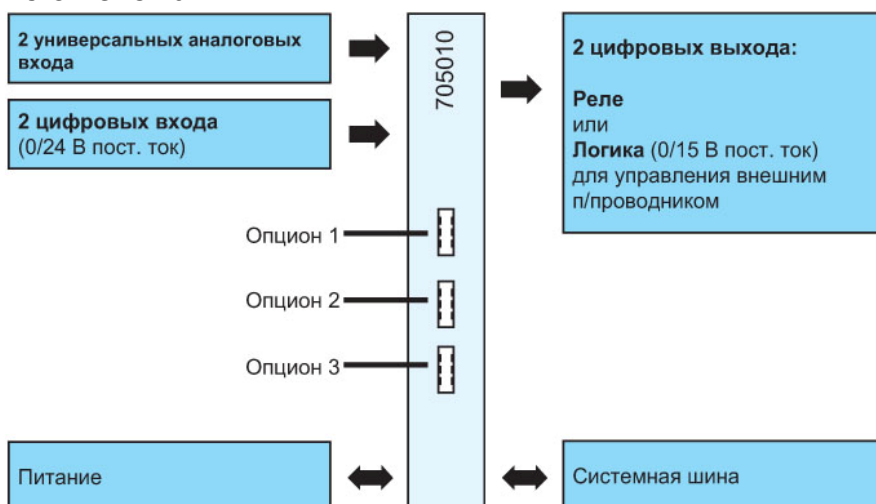 2 универсальных аналоговых
входа
2 цифровых входа
(0/24 В пост. ток)
705010
2 цифровых выхода:
Реле
или
Логика (0/15 В пост. ток)
для управления внешним
п/проводником
Опцион 1
Опцион 2
Опцион 3
Питание
Системная шина